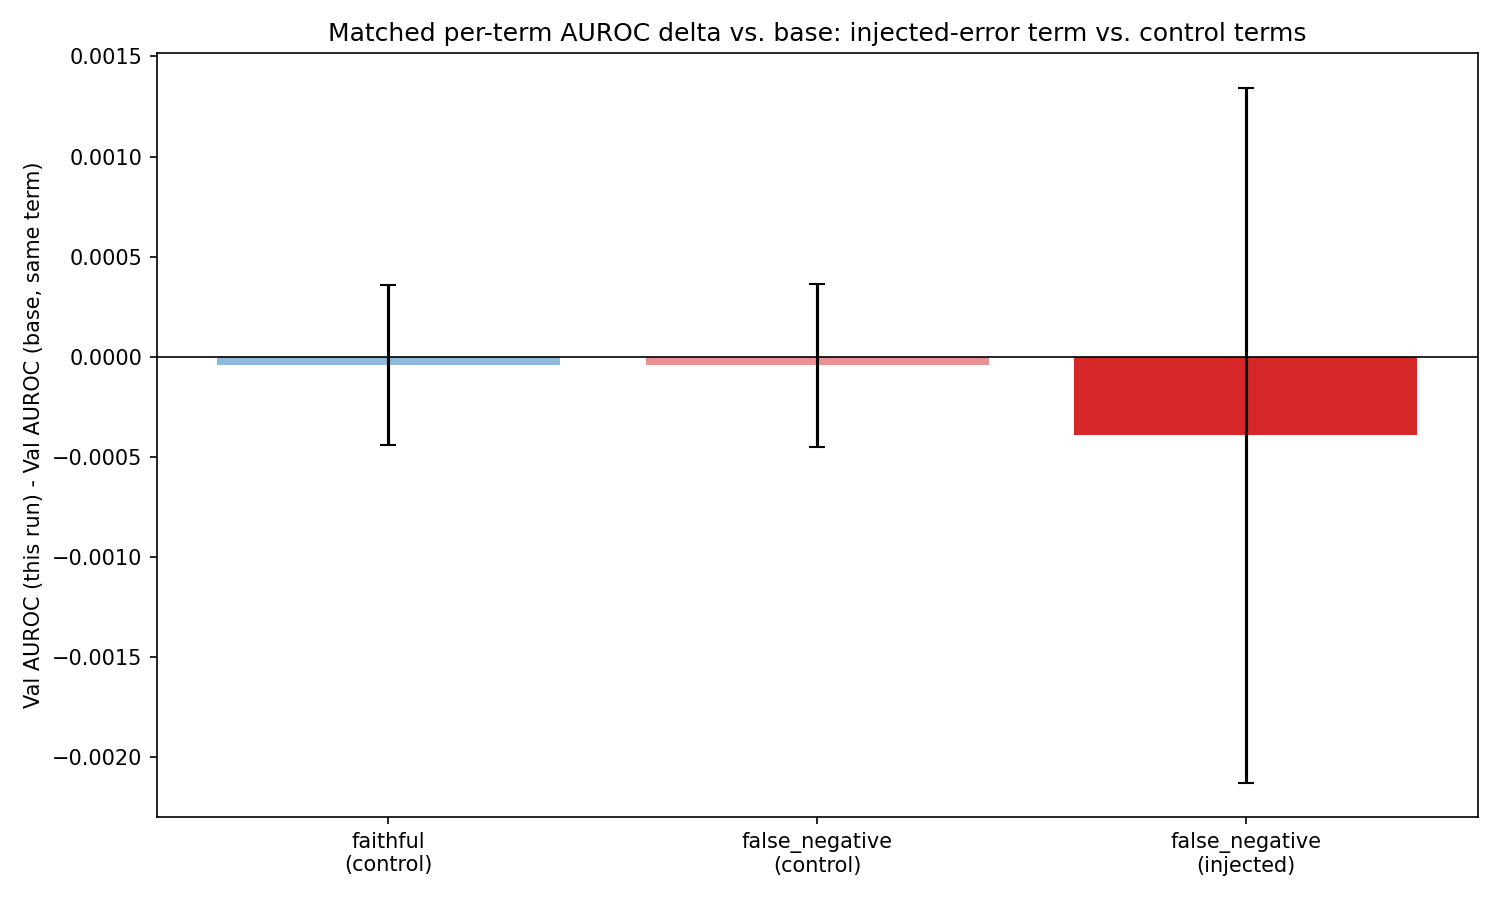 Matched per-term AUROC delta vs. base: injected-error term vs. control terms
Val AUROC (this run) - Val AUROC (base, same term)
0.0015
0.0010
0.0005
0.0000
−0.0005
−0.0010
−0.0015
−0.0020
faithful
(control)
false_negative
(control)
false_negative
(injected)